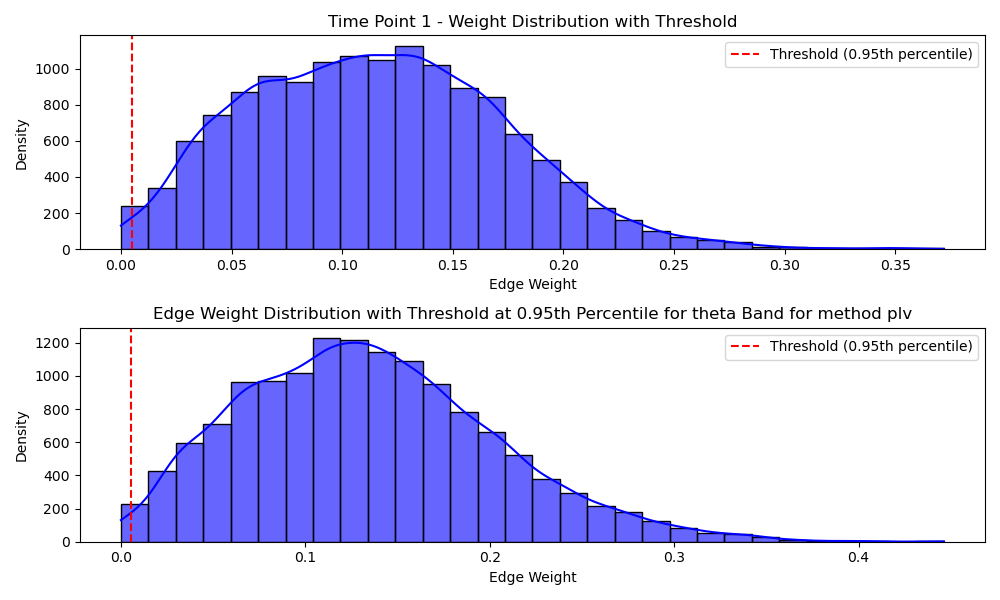 Time Point 1 - Weight Distribution with Threshold
Threshold (0.95th percentile)
Density
1000
800
600
400
200
0
0.00 0.05 0.10 0.15 0.20 0.25 0.30 0.35
Edge Weight
Edge Weight Distribution with Threshold at 0.95th Percentile for theta Band for method plv
Threshold (0.95th percentile)
Density
1200
1000
800
600
400
200
0
0.0 0.1 0.2 0.3 0.4
Edge Weight